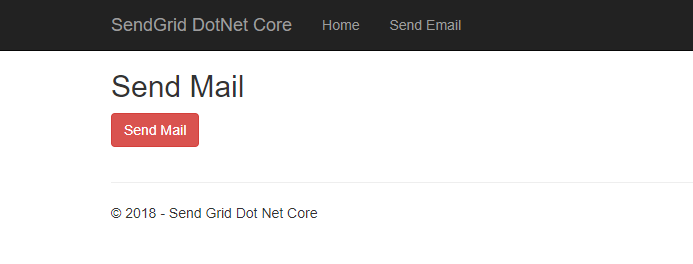 SendGrid DotNet Core Home Send Email
Send Mail
Send Mail
© 2018 - Send Grid Dot Net Core